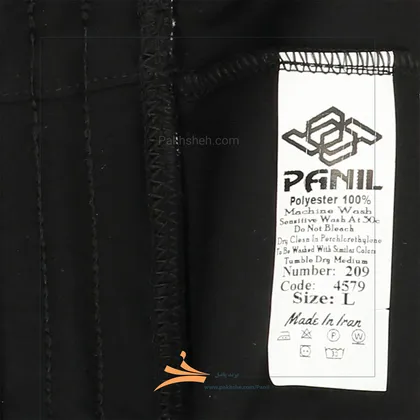 Pakhsheh.com
PANIL
Polyester 100%
Machine Wash
Sensitive Wash At 30c
Do Not Bleach
Dry Clean in Perchlorethylene
To Be Washed With Similar Colors
Tumble Dry Medium
Number: 209
Code: 4579
Size: L
Made In Iran